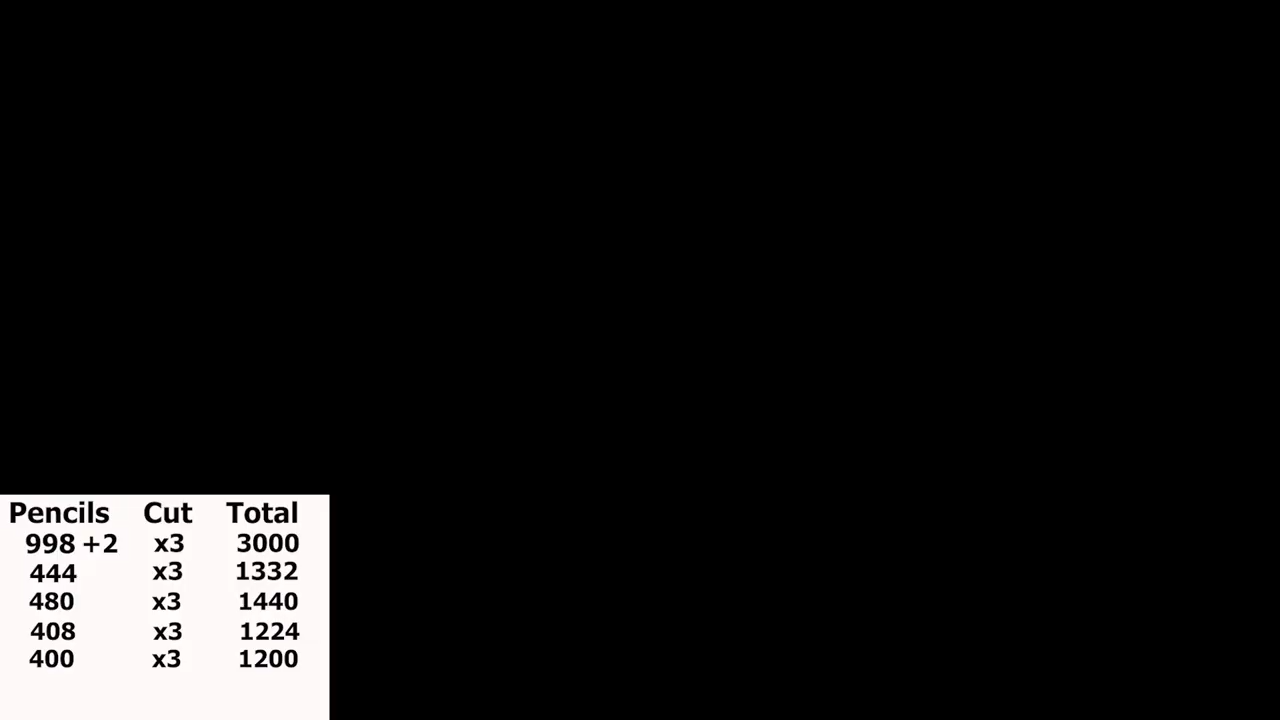 Pencils Cut Total
998 +2 x3 3000
444 x3 1332
480 x3 1440
408 x3 1224
400 x3 1200